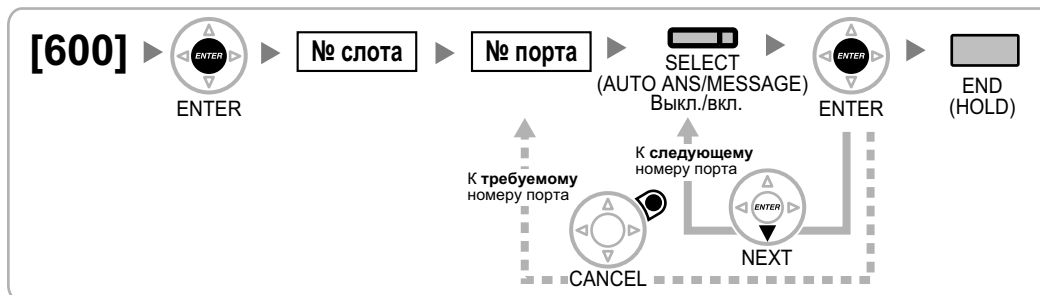 [600]
ENTER
ENTER
№ слота
№ порта
SELECT
(AUTO ANS/MESSAGE)
Выкл./вкл.
ENTER
ENTER
END
(HOLD)
К требуемому
номеру порта
CANCEL
К следующему
номеру порта
ENTER
NEXT